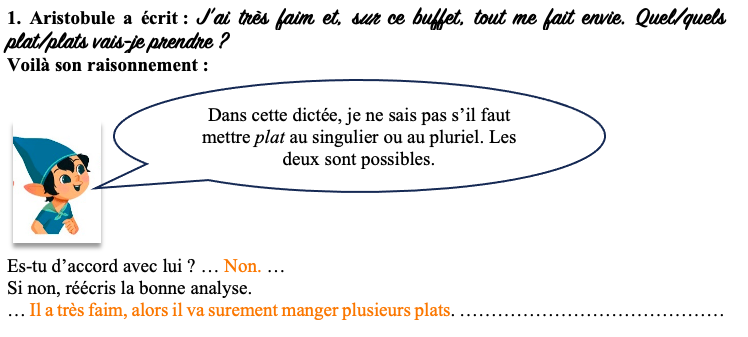 1. Aristobule a écrit : J'ai très faim et, sur ce buffet, tout me fait envie. Quel/quels
plat/plats vais-je prendre ?
Voilà son raisonnement :
Dans cette dictée, je ne sais pas s'il faut
mettre plat au singulier ou au pluriel. Les
deux sont possibles.
Es-tu d'accord avec lui ? … Non. …
Si non, réécris la bonne analyse.
… Il a très faim, alors il va surement manger plusieurs plats. ……………………………………